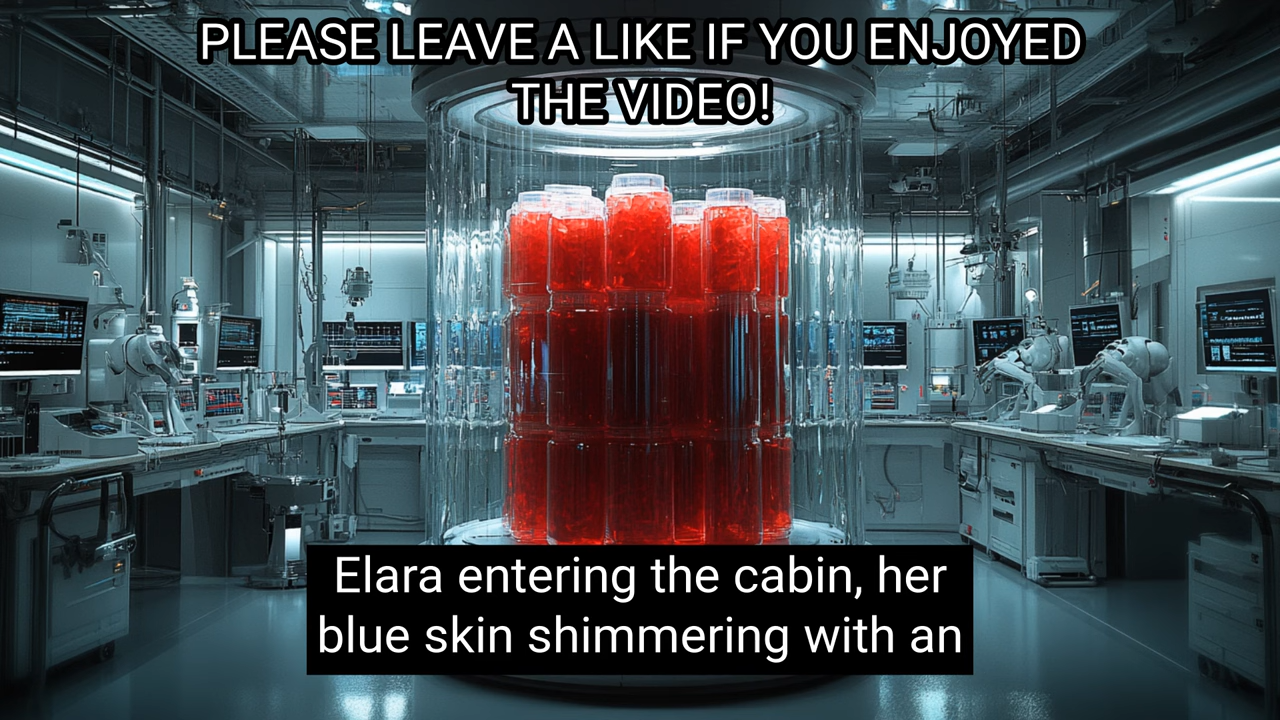 PLEASE LEAVE A LIKE IF YOU ENJOYED
THE VIDEO!
Elara entering the cabin, her
blue skin shimmering with an